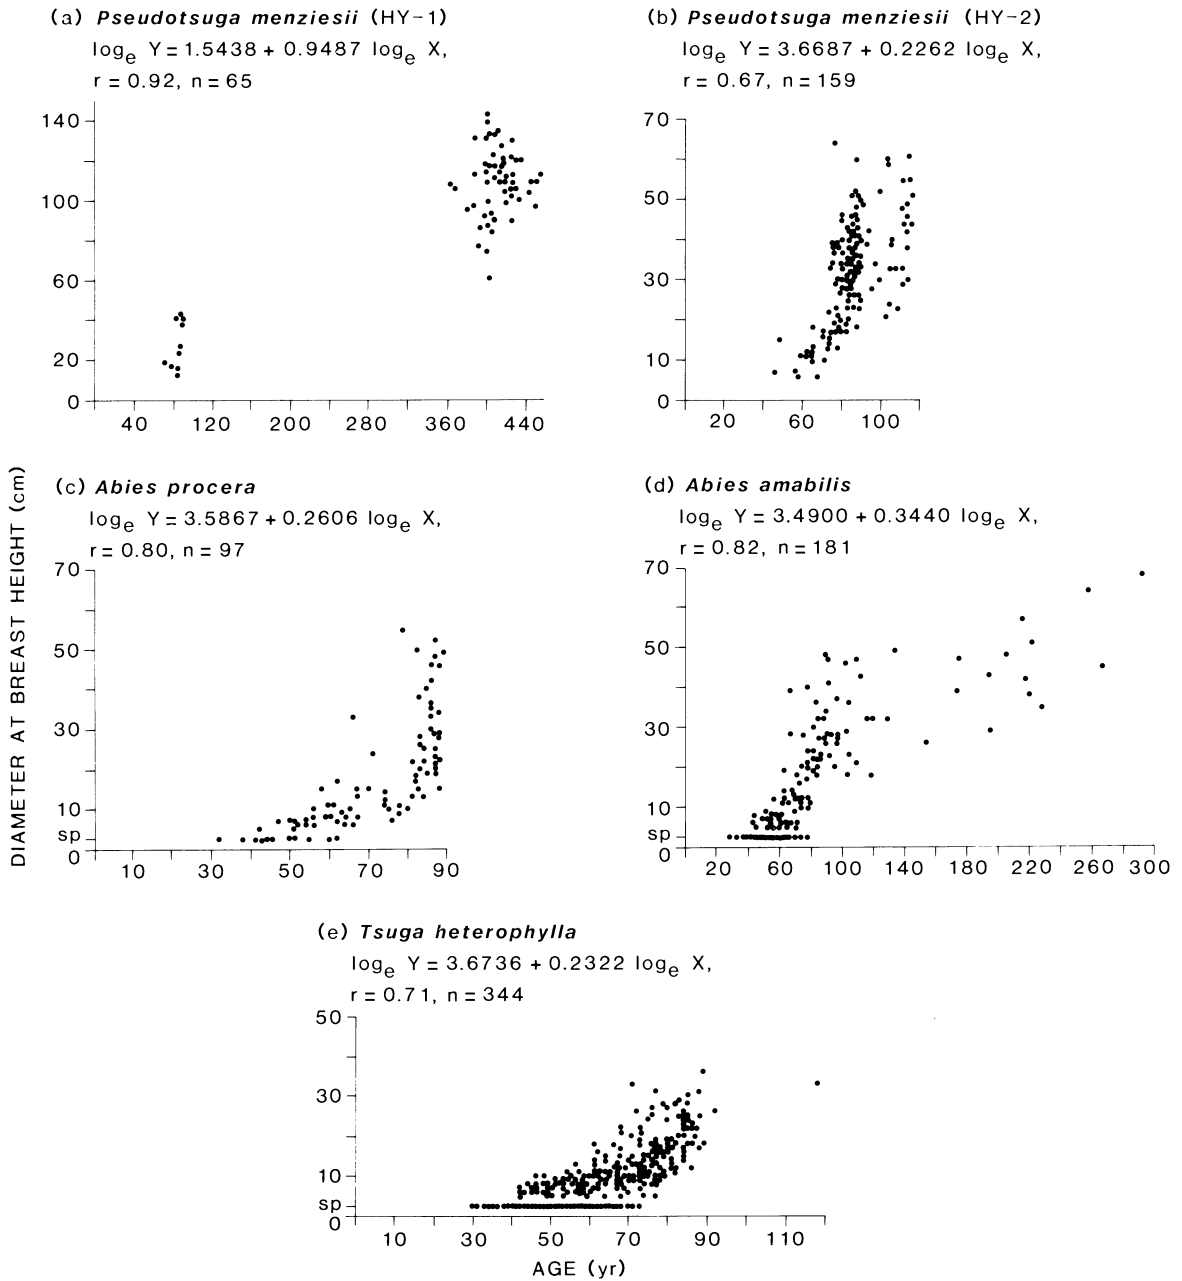 (a) Pseudotsuga menziesii (HY-1)
loge Y = 1.5438 + 0.9487 loge X,
r = 0.92, n = 65
140
100
60
20
0
40 120 200 280 360 440
(b) Pseudotsuga menziesii (HY-2)
loge Y = 3.6687 + 0.2262 loge X,
r = 0.67, n = 159
70
50
30
10
0
20 60 100
DIAMETER AT BREAST HEIGHT (cm)
(c) Abies procera
loge Y = 3.5867 + 0.2606 loge X,
r = 0.80, n = 97
70
50
30
10
sp
0
10 30 50 70 90
(d) Abies amabilis
loge Y = 3.4900 + 0.3440 loge X,
r = 0.82, n = 181
70
50
30
10
sp
0
20 60 100 140 180 220 260 300
(e) Tsuga heterophylla
loge Y = 3.6736 + 0.2322 loge X,
r = 0.71, n = 344
50
30
10
sp
0
10 30 50 70 90 110
AGE (yr)